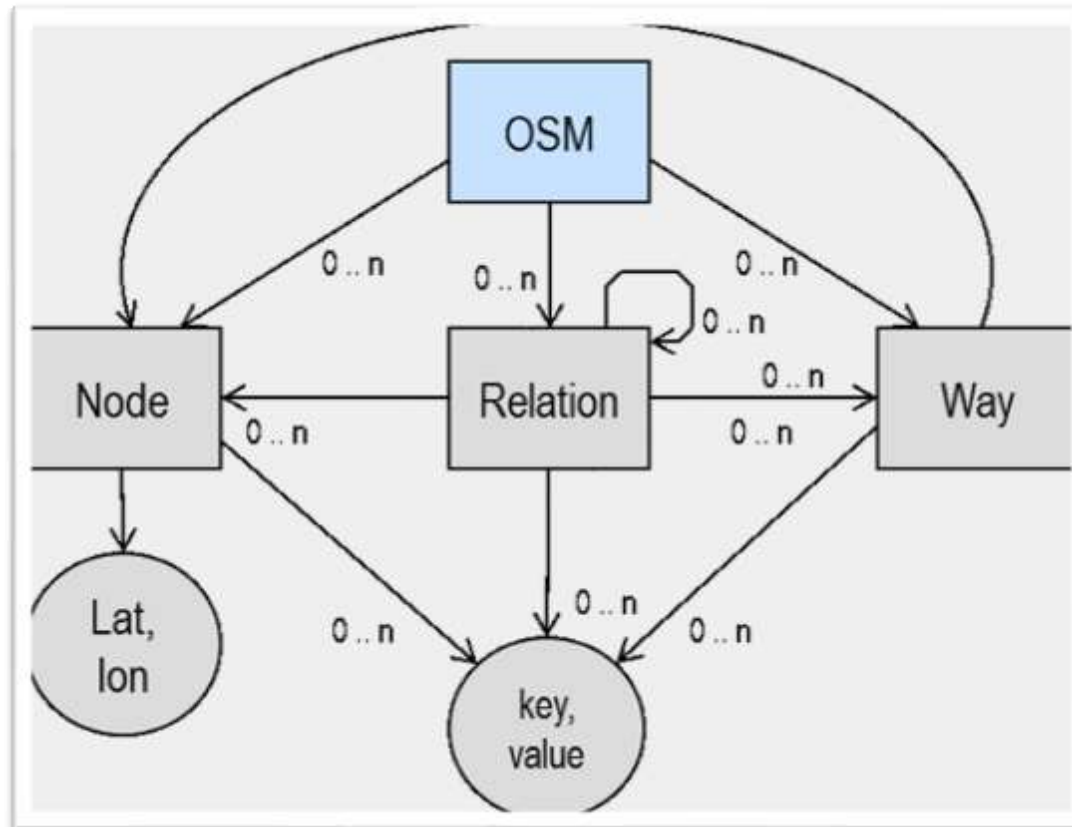 OSM
0 .. n
0 .. n
0 .. n
0 .. n
Node
Relation
0 .. n
Way
0 .. n
0 .. n
Lat,
lon
0 .. n
0 .. n
0 .. n
key,
value